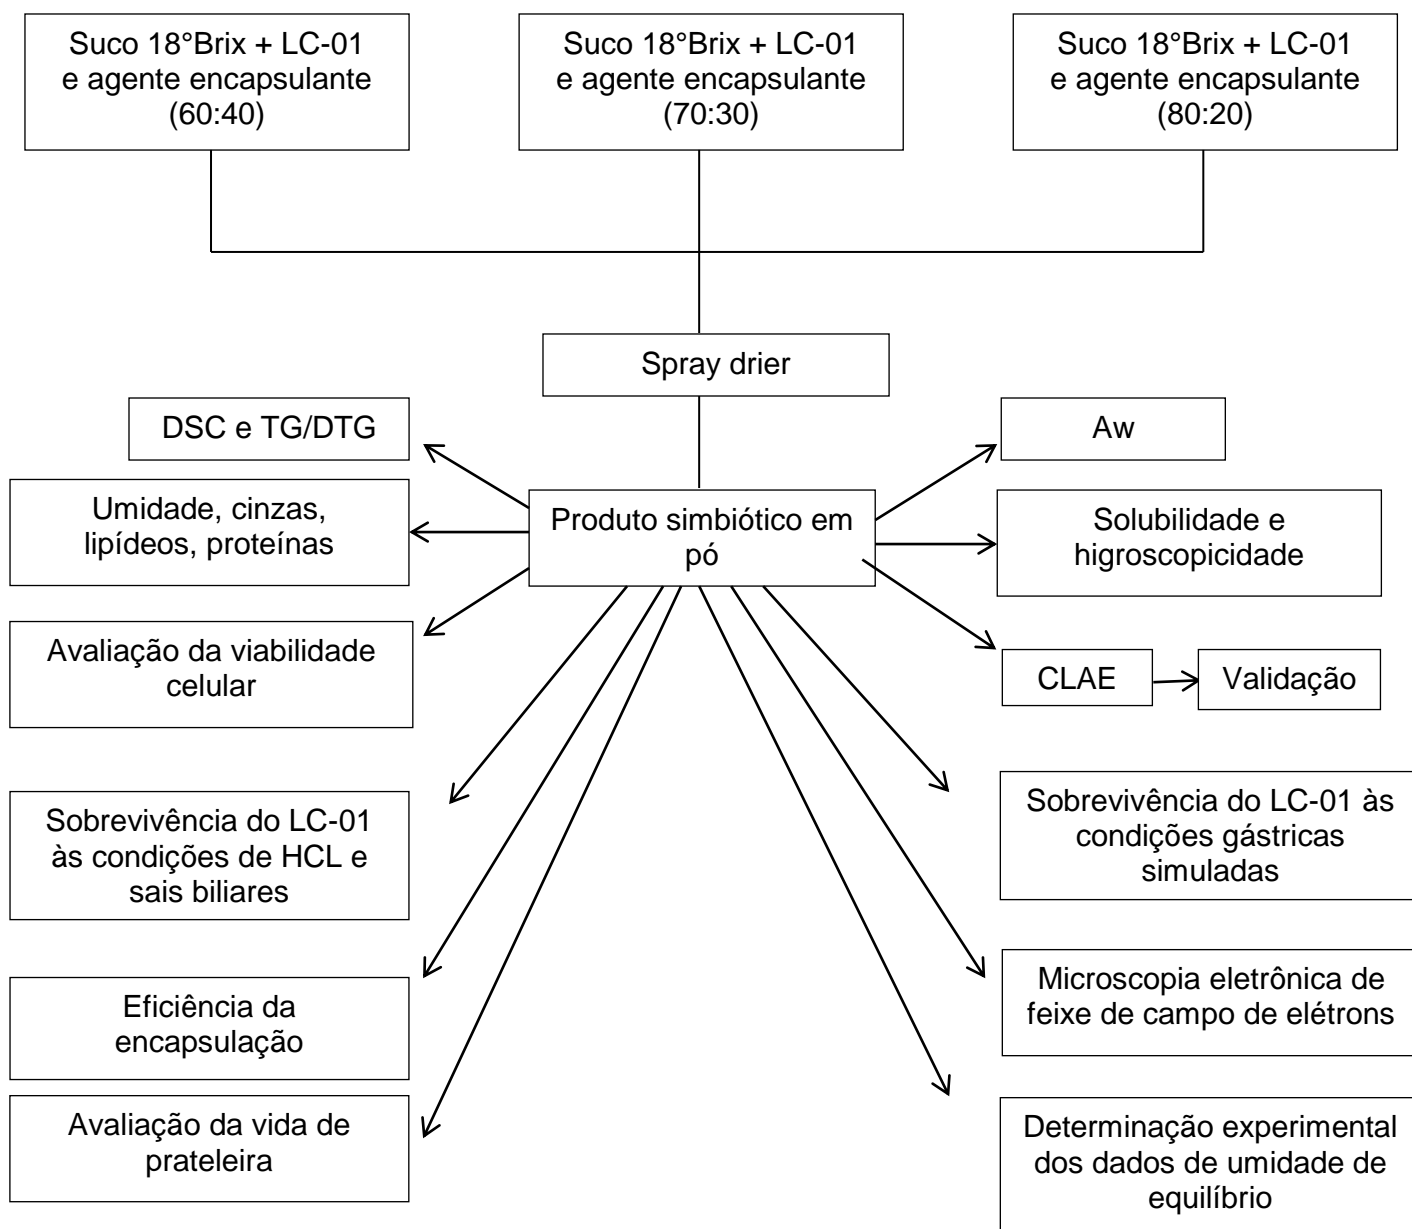 Suco 18°Brix + LC-01
e agente encapsulante
(60:40)
Suco 18°Brix + LC-01
e agente encapsulante
(70:30)
Suco 18°Brix + LC-01
e agente encapsulante
(80:20)
Spray drier
DSC e TG/DTG
Aw
Umidade, cinzas,
lipídeos, proteínas
Produto simbiótico em
pó
Solubilidade e
higroscopicidade
Avaliação da viabilidade
celular
CLAE
Validação
Sobrevivência do LC-01
às condições de HCL e
sais biliares
Sobrevivência do LC-01 às
condições gástricas
simuladas
Eficiência da
encapsulação
Microscopia eletrônica de
feixe de campo de elétrons
Avaliação da vida de
prateleira
Determinação experimental
dos dados de umidade de
equilíbrio